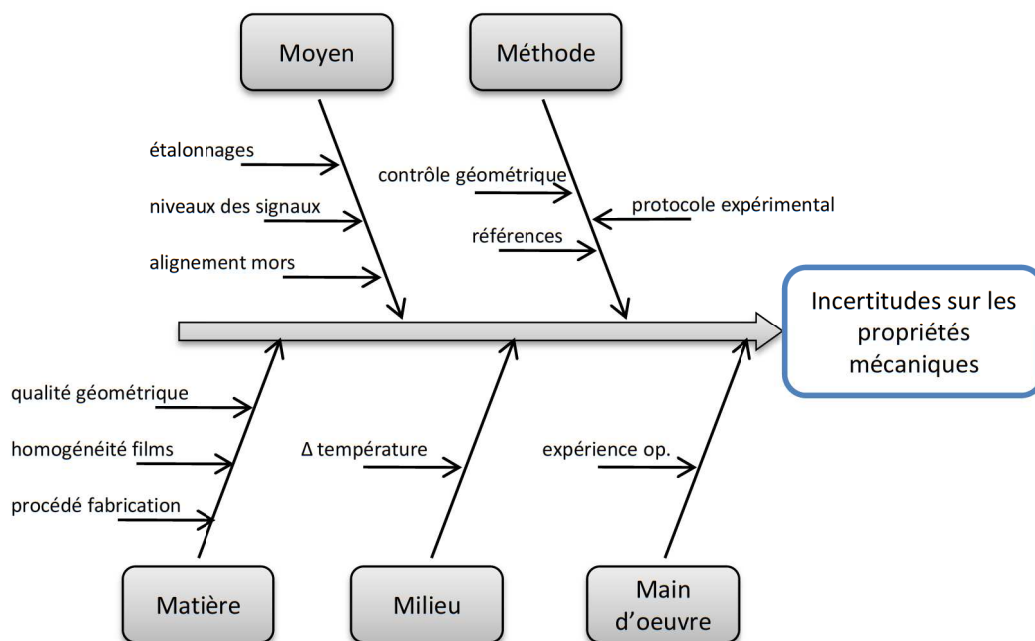 Moyen
Méthode
étalonnages
niveaux des signaux
alignement mors
contrôle géométrique
protocole expérimental
références
Incertitudes sur les
propriétés
mécaniques
qualité géométrique
homogénéité films
procédé fabrication
Δ température
expérience op.
Matière
Milieu
Main
d’oeuvre